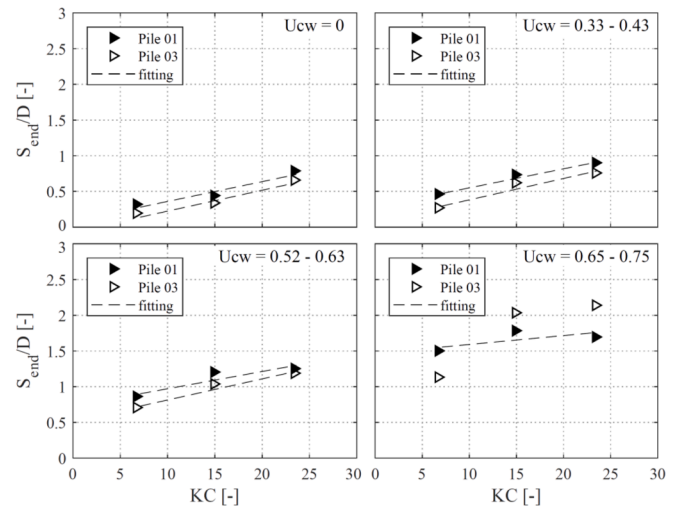 3
2.5
2
1.5
1
0.5
0
S_end/D [-]
Ucw = 0
Pile 01
Pile 03
fitting
Ucw = 0.33 - 0.43
Pile 01
Pile 03
fitting
3
2.5
2
1.5
1
0.5
0
S_end/D [-]
Ucw = 0.52 - 0.63
Pile 01
Pile 03
fitting
Ucw = 0.65 - 0.75
Pile 01
Pile 03
fitting
0 5 10 15 20 25 30
KC [-]
0 5 10 15 20 25 30
KC [-]